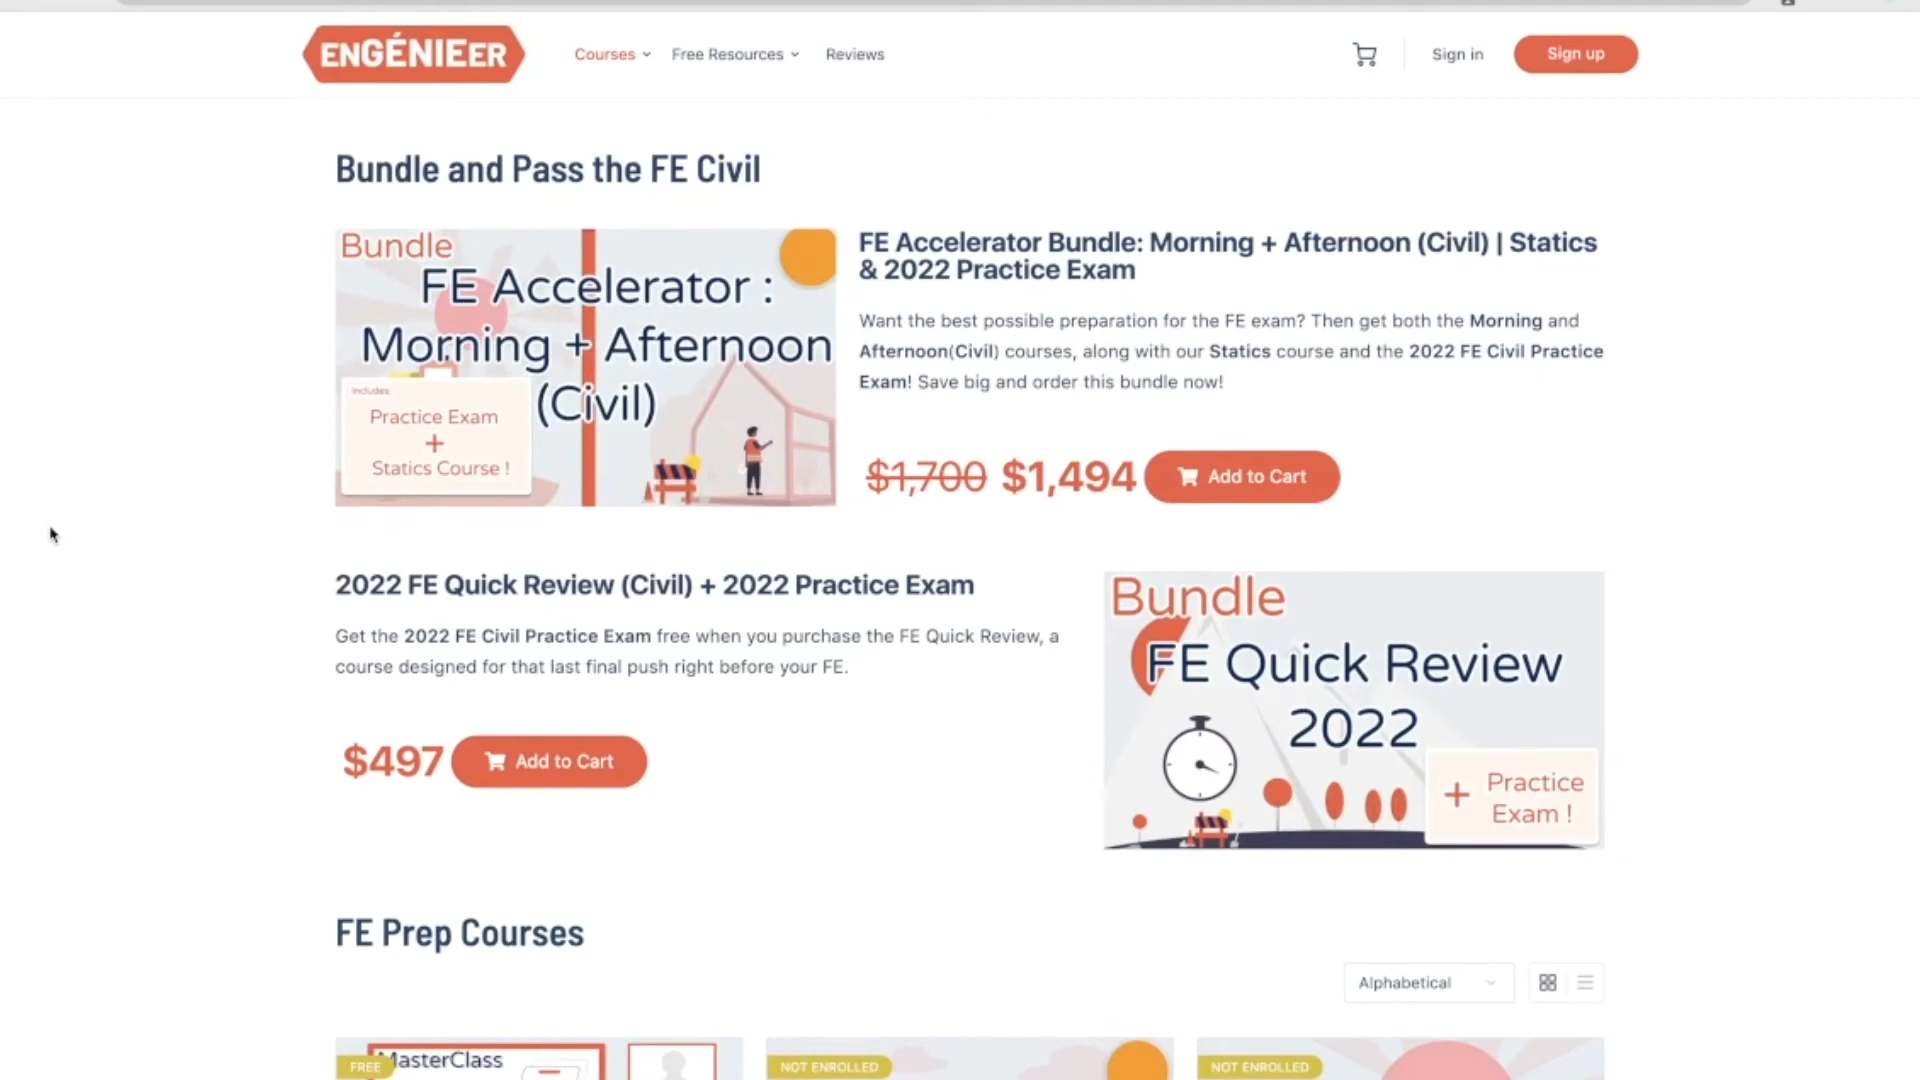 ENGÉNIEER
Courses
Free Resources
Reviews
Sign in
Sign up
Bundle and Pass the FE Civil
Bundle
FE Accelerator :
Morning + Afternoon
(Civil)
Includes:
Practice Exam
+
Statics Course !
FE Accelerator Bundle: Morning + Afternoon (Civil) | Statics
& 2022 Practice Exam
Want the best possible preparation for the FE exam? Then get both the Morning and
Afternoon(Civil) courses, along with our Statics course and the 2022 FE Civil Practice
Exam! Save big and order this bundle now!
$1,700 $1,494 Add to Cart
2022 FE Quick Review (Civil) + 2022 Practice Exam
Get the 2022 FE Civil Practice Exam free when you purchase the FE Quick Review, a
course designed for that last final push right before your FE.
$497 Add to Cart
Bundle
FE Quick Review
2022
+ Practice
Exam !
FE Prep Courses
Alphabetical
FREE
MasterClass
NOT ENROLLED
NOT ENROLLED